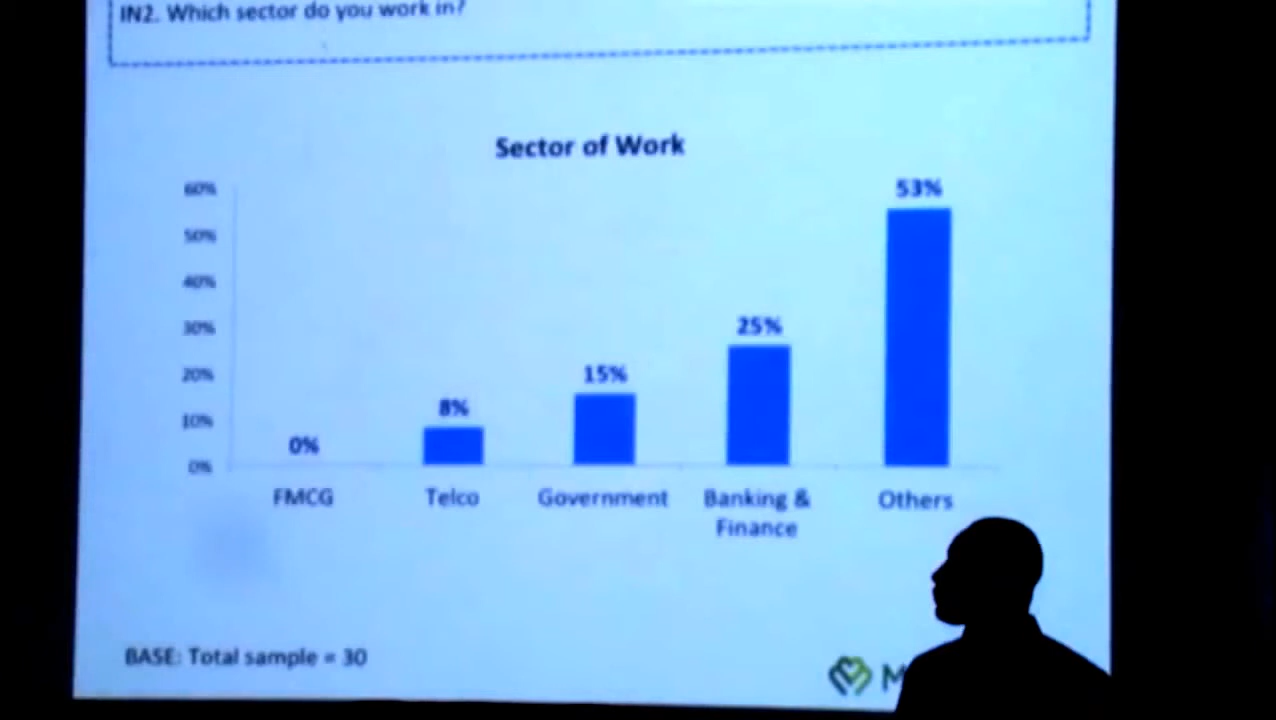 IN2. Which sector do you work in?
Sector of Work
60%
50%
40%
30%
20%
10%
0%
0%
8%
15%
25%
53%
FMCG
Telco
Government
Banking &
Finance
Others
BASE: Total sample = 30
M